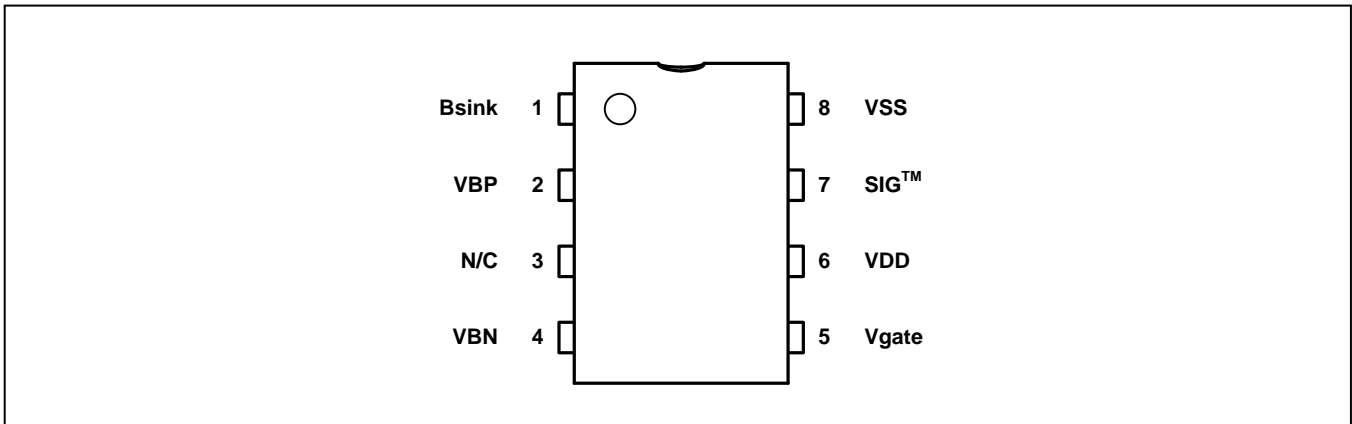 Bsink 1 8 VSS
VBP 2 7 SIG™
N/C 3 6 VDD
VBN 4 5 Vgate